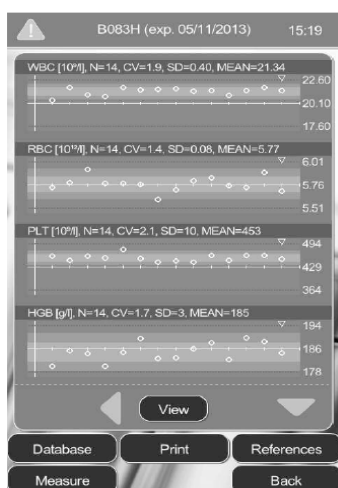 B083H (exp. 05/11/2013) 15:19
WBC [10⁹/l], N=14, CV=1.9, SD=0.40, MEAN=21.34
22.60
20.10
17.60
RBC [10¹²/l], N=14, CV=1.4, SD=0.08, MEAN=5.77
6.01
5.76
5.51
PLT [10⁹/l], N=14, CV=2.1, SD=10, MEAN=453
494
429
364
HGB [g/l], N=14, CV=1.7, SD=3, MEAN=185
194
186
178
View
Database Print References
Measure Back